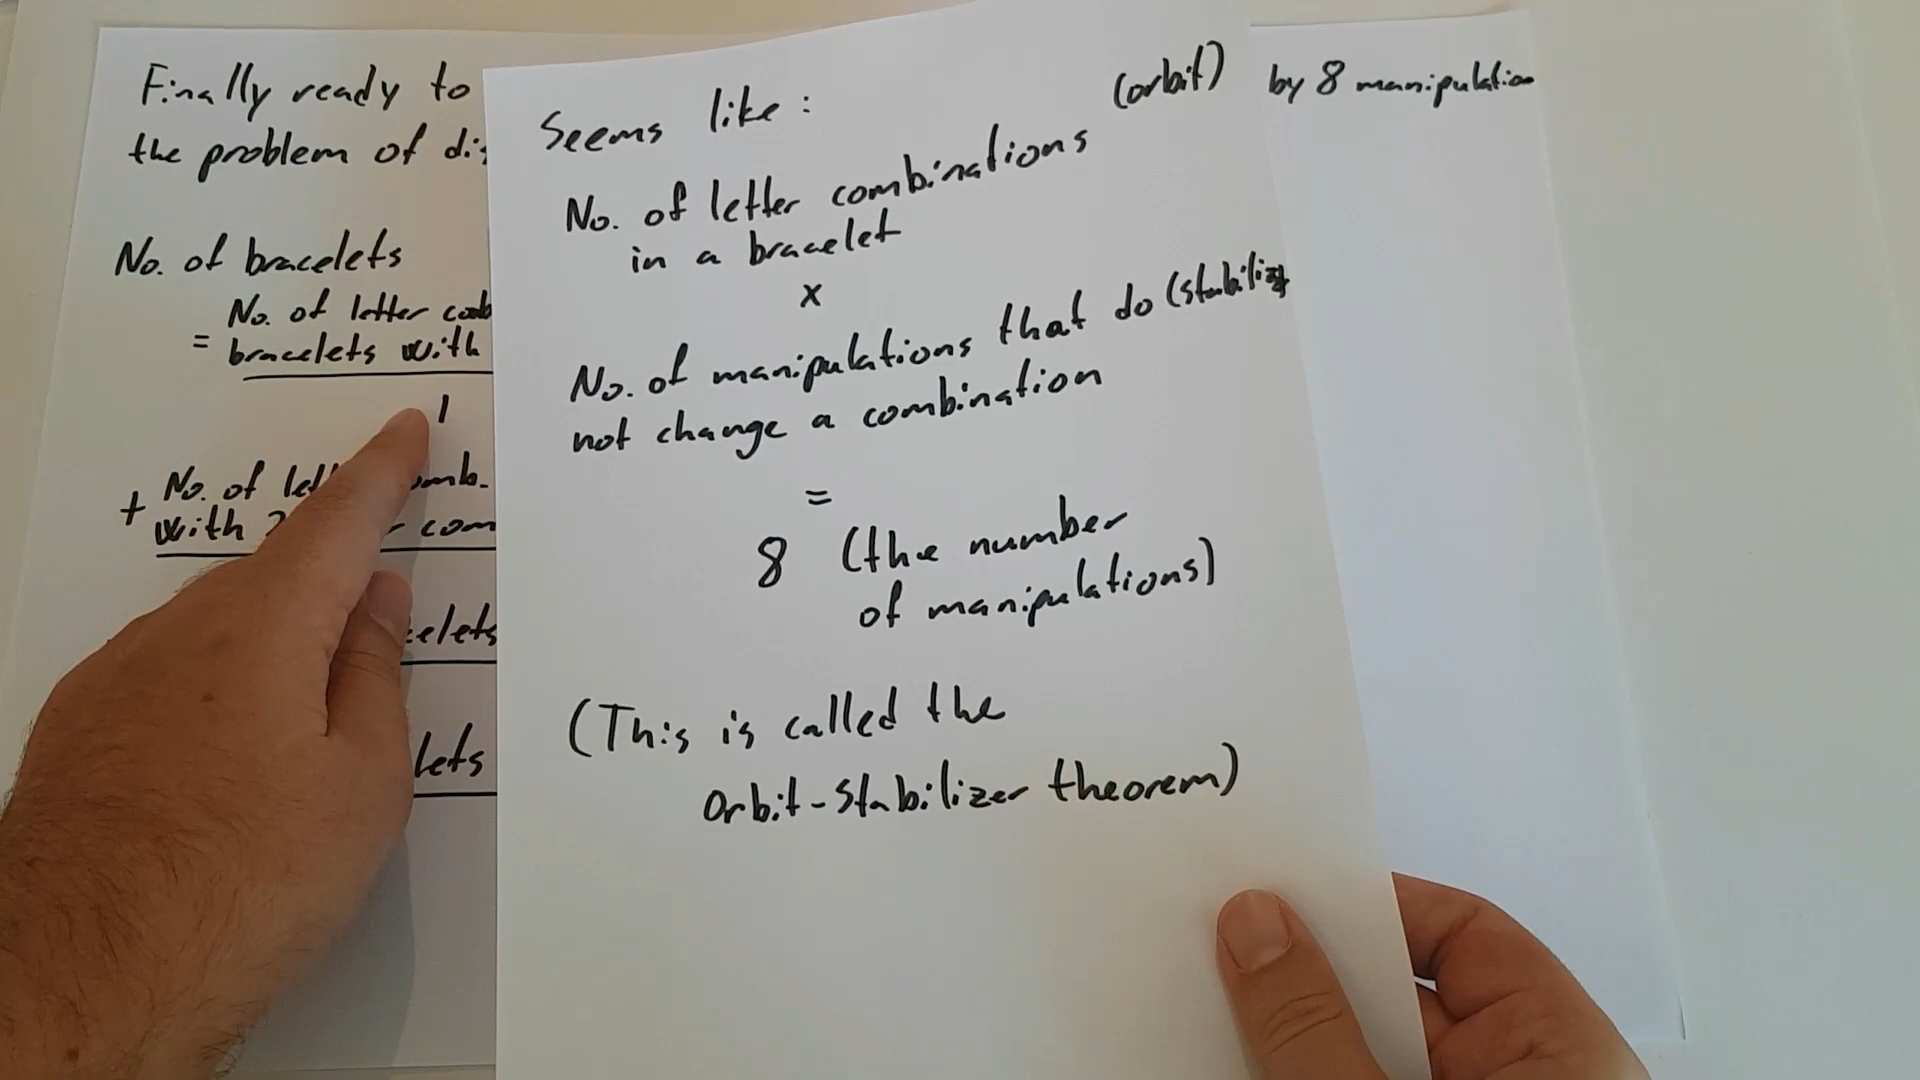 Finally ready to
the problem of
No. of bracelets
No. of letter
= bracelets with
1
+ No. of
with
Seems like :
(orbit)
No. of letter combinations
in a bracelet
x
No. of manipulations that do
not change a combination
=
8 (the number
of manipulations)
(This is called the
Orbit-Stabilizer theorem)
by 8 manipulation